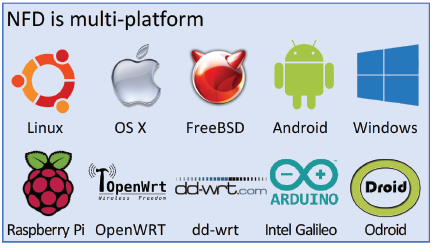 NFD is multi-platform
Linux OS X FreeBSD Android Windows
OpenWrt
Wireless Freedom
dd-wrt.com
ARDUINO
Droid
Raspberry Pi OpenWRT dd-wrt Intel Galileo Odroid